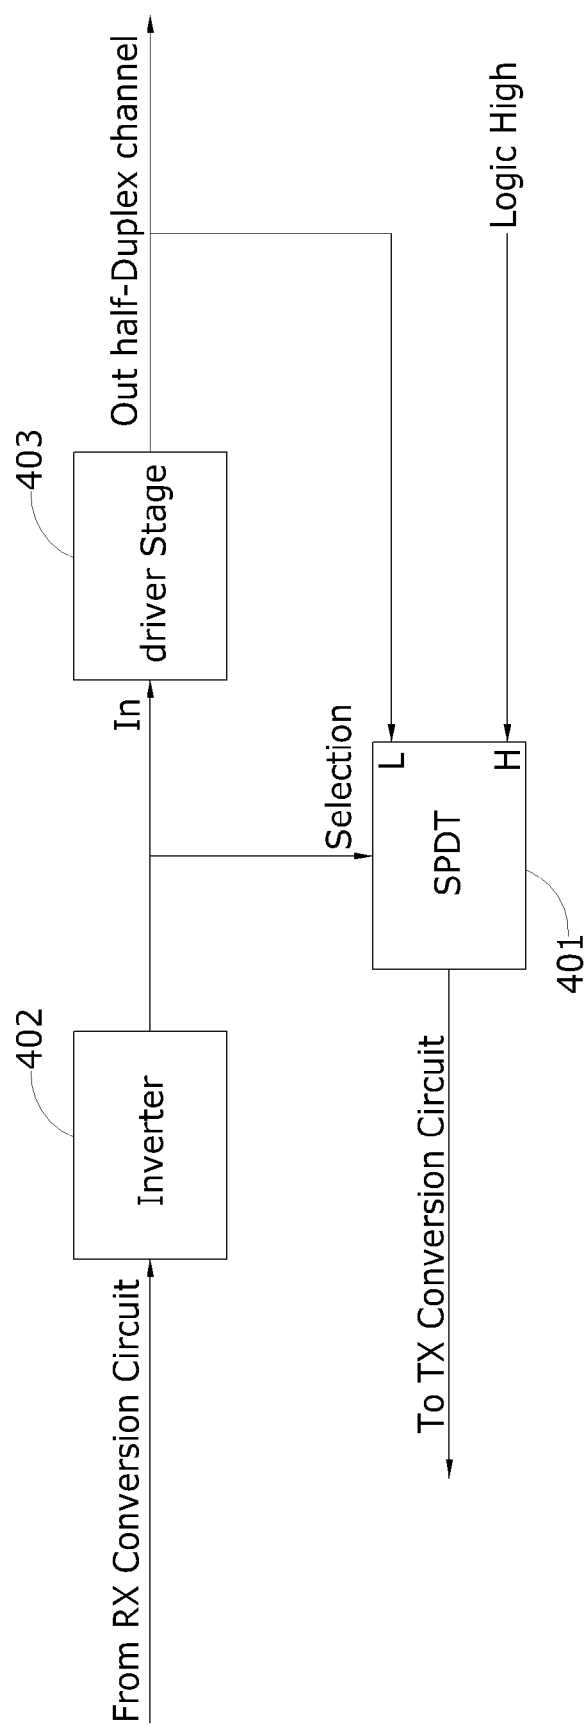 From RX Conversion Circuit
402
Inverter
In
403
driver Stage
Out half-Duplex channel
Selection
To TX Conversion Circuit
SPDT
L
H
401
Logic High